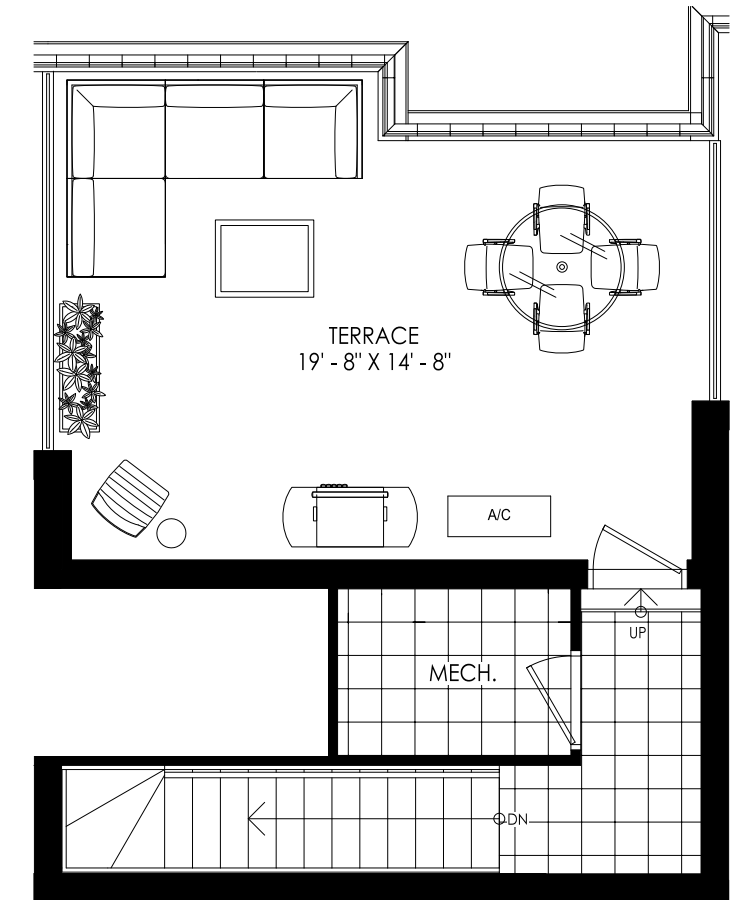 TERRACE
19' - 8" X 14' - 8"
A/C
UP
MECH.
DN